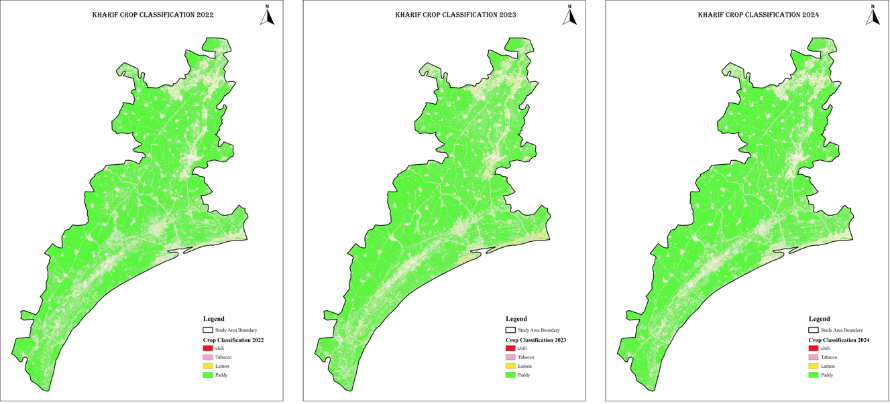 KHARIF CROP CLASSIFICATION 2022
N
Legend
Study Area Boundary
Crop Classification 2022
chili
Tobacco
Lemon
Paddy
KHARIF CROP CLASSIFICATION 2023
N
Legend
Study Area Boundary
Crop Classification 2023
chili
Tobacco
Lemon
Paddy
KHARIF CROP CLASSIFICATION 2024
N
Legend
Study Area Boundary
Crop Classification 2024
chili
Tobacco
Lemon
Paddy